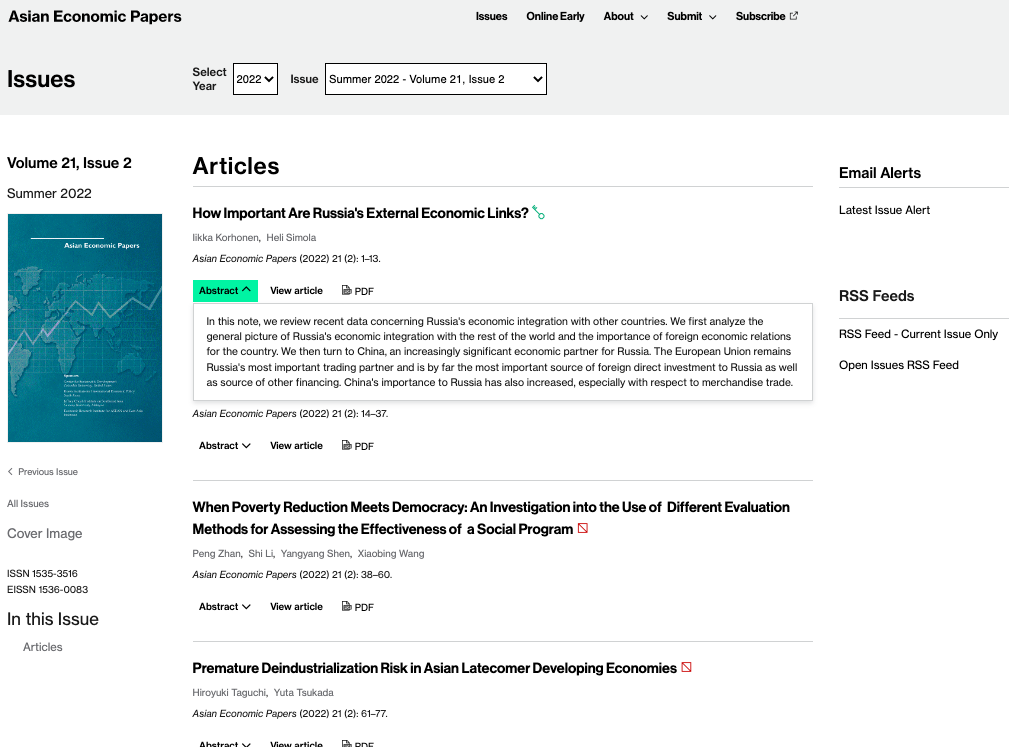 Asian Economic Papers
Issues
Online Early
About
Submit
Subscribe
Issues
Select Year
2022
Issue
Summer 2022 - Volume 21, Issue 2
Volume 21, Issue 2
Summer 2022
Asian Economic Papers
Previous Issue
All Issues
Cover Image
ISSN 1535-3516
EISSN 1536-0083
In this Issue
Articles
Articles
How Important Are Russia's External Economic Links?
Iikka Korhonen, Heli Simola
Asian Economic Papers (2022) 21 (2): 1–13.
Abstract
View article
PDF
In this note, we review recent data concerning Russia's economic integration with other countries. We first analyze the
general picture of Russia's economic integration with the rest of the world and the importance of foreign economic relations
for the country. We then turn to China, an increasingly significant economic partner for Russia. The European Union remains
Russia's most important trading partner and is by far the most important source of foreign direct investment to Russia as well
as source of other financing. China's importance to Russia has also increased, especially with respect to merchandise trade.
Asian Economic Papers (2022) 21 (2): 14–37.
Abstract
View article
PDF
When Poverty Reduction Meets Democracy: An Investigation into the Use of Different Evaluation
Methods for Assessing the Effectiveness of a Social Program
Peng Zhan, Shi Li, Yangyang Shen, Xiaobing Wang
Asian Economic Papers (2022) 21 (2): 38–60.
Abstract
View article
PDF
Premature Deindustrialization Risk in Asian Latecomer Developing Economies
Hiroyuki Taguchi, Yuta Tsukada
Asian Economic Papers (2022) 21 (2): 61–77.
Abstract
View article
PDF
Email Alerts
Latest Issue Alert
RSS Feeds
RSS Feed - Current Issue Only
Open Issues RSS Feed